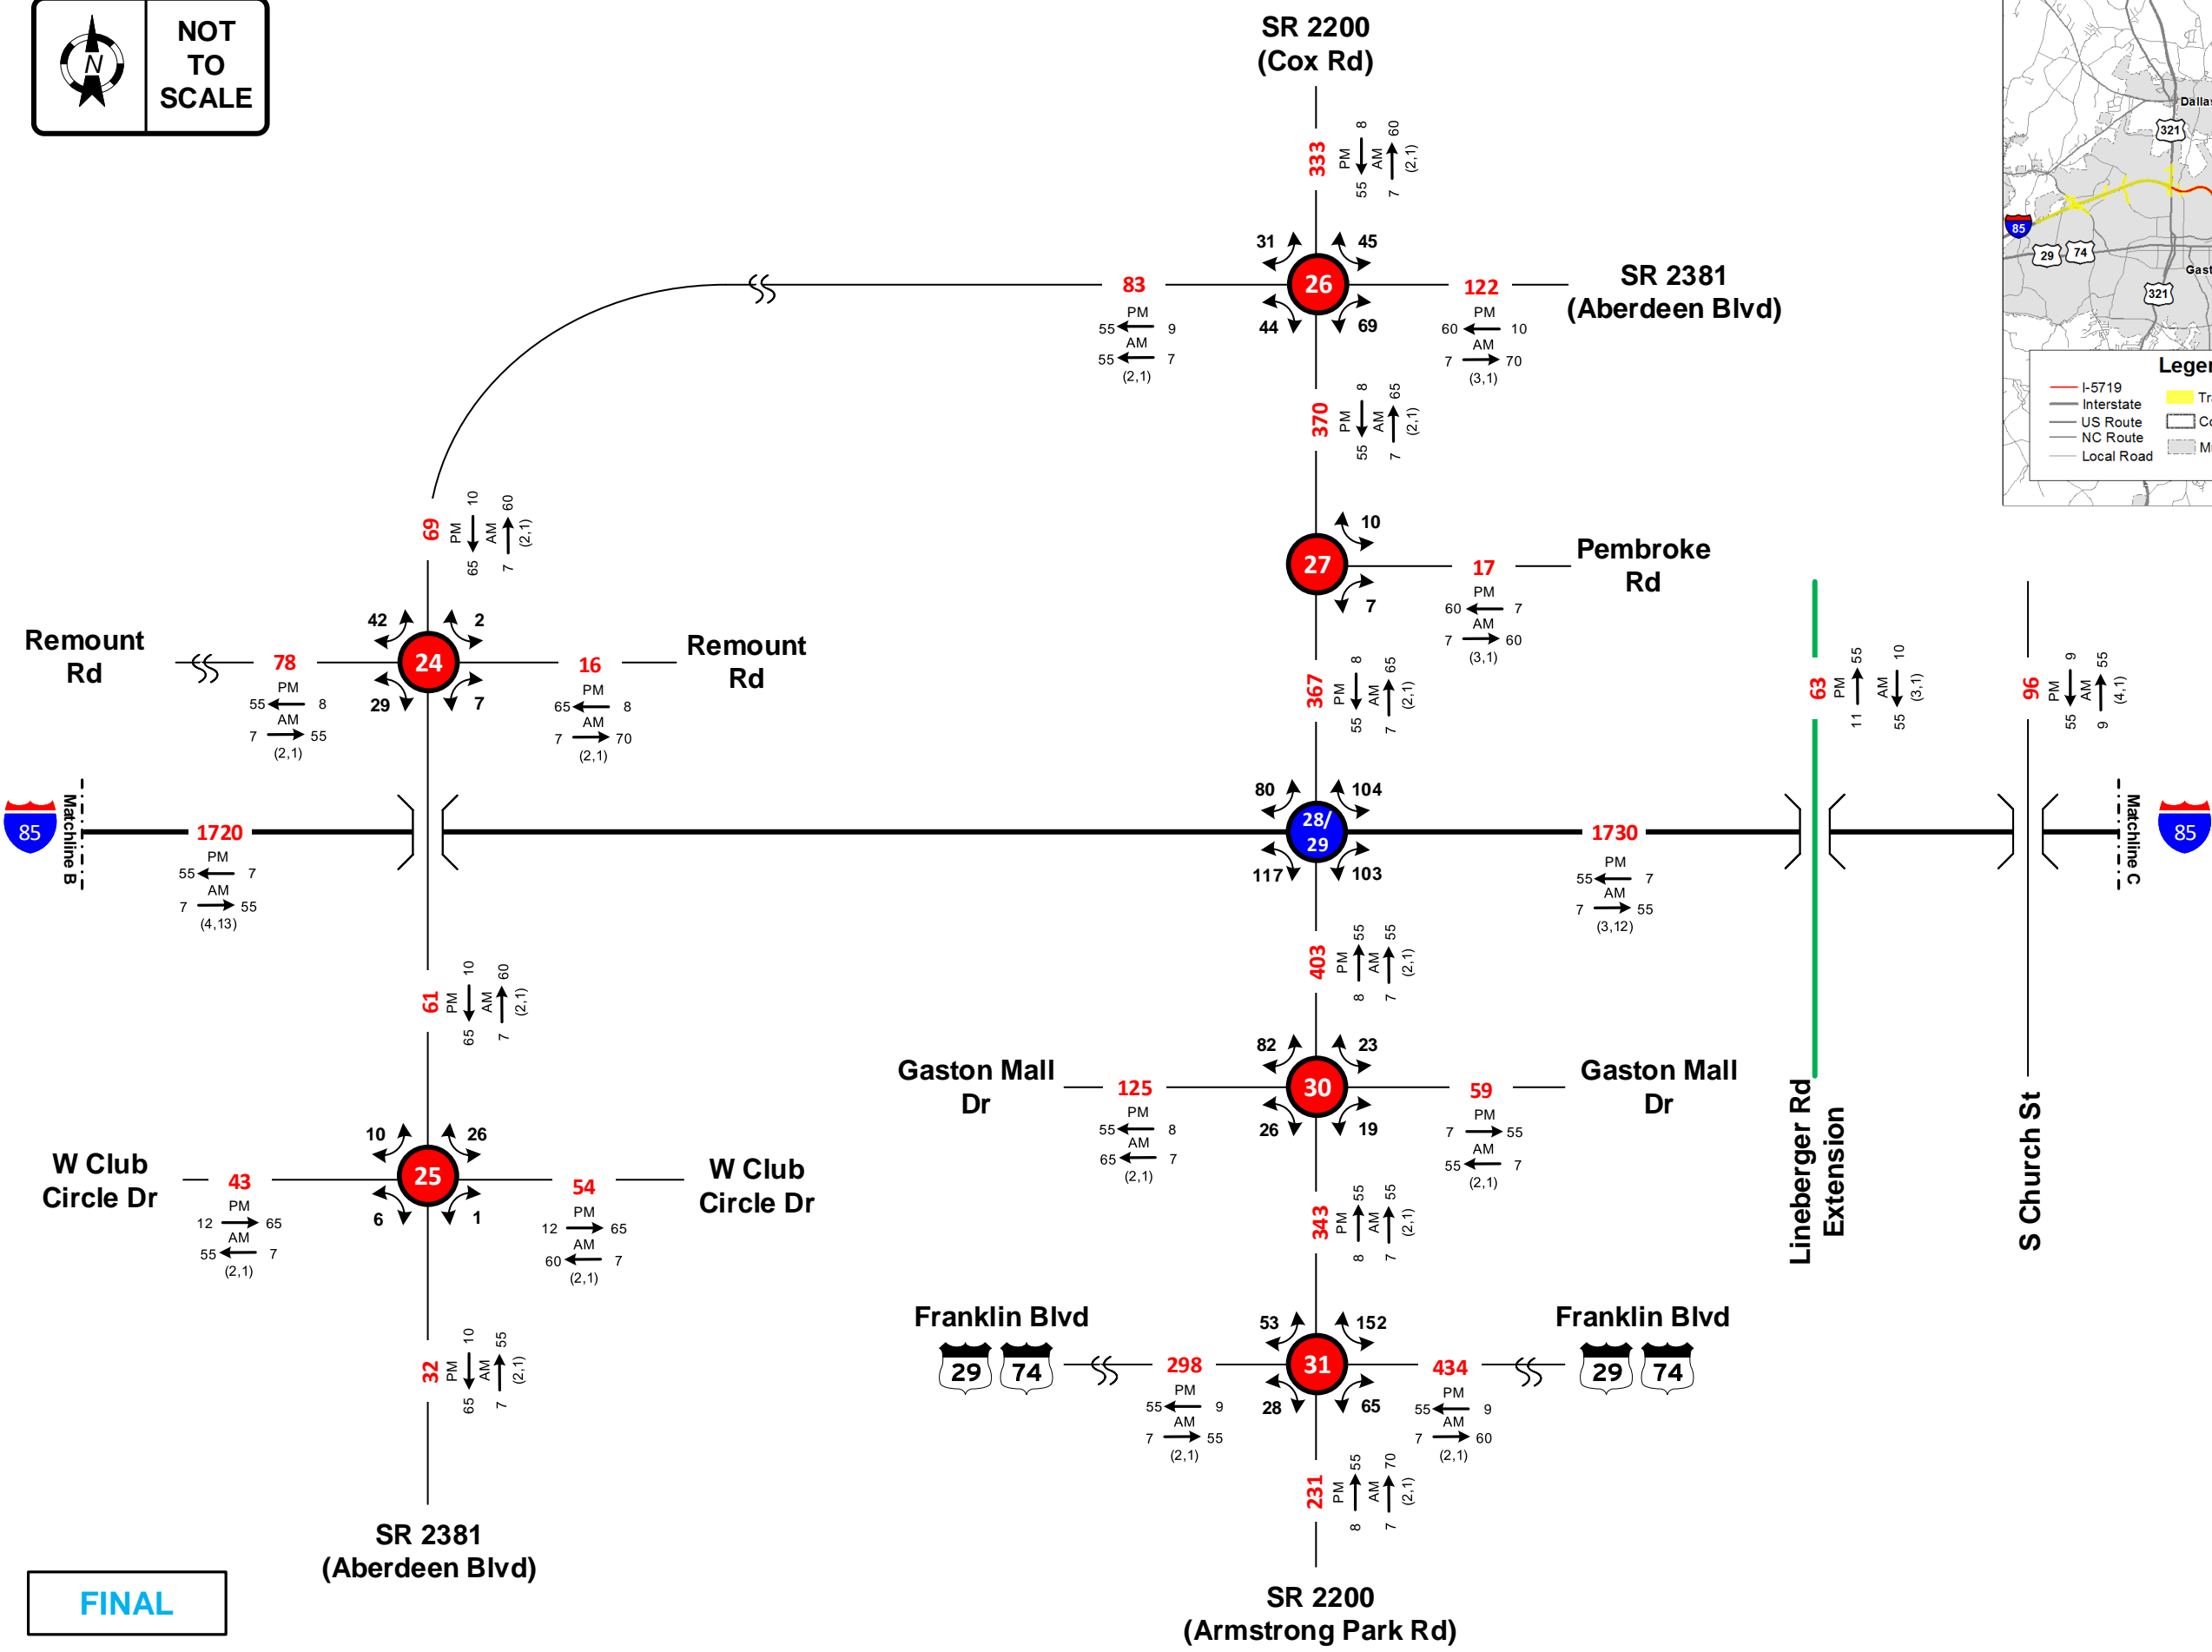 N
NOT
TO
SCALE
SR 2200
(Cox Rd)
333
PM
8
55
AM
60
7
(2,1)
31
45
26
44
69
83
PM
55 9
AM
55 7
(2,1)
122
PM
60 10
AM
7 70
(3,1)
SR 2381
(Aberdeen Blvd)
370
PM
8
55
AM
65
7
(2,1)
10
27
7
17
PM
60 7
AM
7 60
(3,1)
Pembroke
Rd
367
PM
8
55
AM
65
7
(2,1)
69
PM
10
65
AM
60
7
(2,1)
Remount
Rd
78
PM
55 8
AM
7 55
(2,1)
42
2
24
29
7
16
PM
65 8
AM
7 70
(2,1)
Remount
Rd
63
PM
55
11
AM
10
55
(3,1)
96
PM
9
55
AM
55
9
(4,1)
85
Matchline B
1720
PM
55 7
AM
7 55
(4,13)
80
104
28/
29
117
103
1730
PM
55 7
AM
7 55
(3,12)
Matchline C
85
61
PM
10
65
AM
60
7
(2,1)
403
PM
55
8
AM
55
7
(2,1)
Gaston Mall
Dr
125
PM
55 8
AM
65 7
(2,1)
82
23
30
26
19
59
PM
7 55
AM
55 7
(2,1)
Gaston Mall
Dr
Lineberger Rd
Extension
S Church St
W Club
Circle Dr
43
PM
12 65
AM
55 7
(2,1)
10
26
25
6
1
54
PM
12 65
AM
60 7
(2,1)
W Club
Circle Dr
343
PM
55
8
AM
55
7
(2,1)
32
PM
10
65
AM
55
7
(2,1)
Franklin Blvd
29 74
298
PM
55 9
AM
7 55
(2,1)
53
152
31
28
65
434
PM
55 9
AM
7 60
(2,1)
Franklin Blvd
29 74
231
PM
55
8
AM
70
7
(2,1)
SR 2381
(Aberdeen Blvd)
SR 2200
(Armstrong Park Rd)
FINAL
321
85
29 74
321
I-5719
Interstate
US Route
NC Route
Local Road